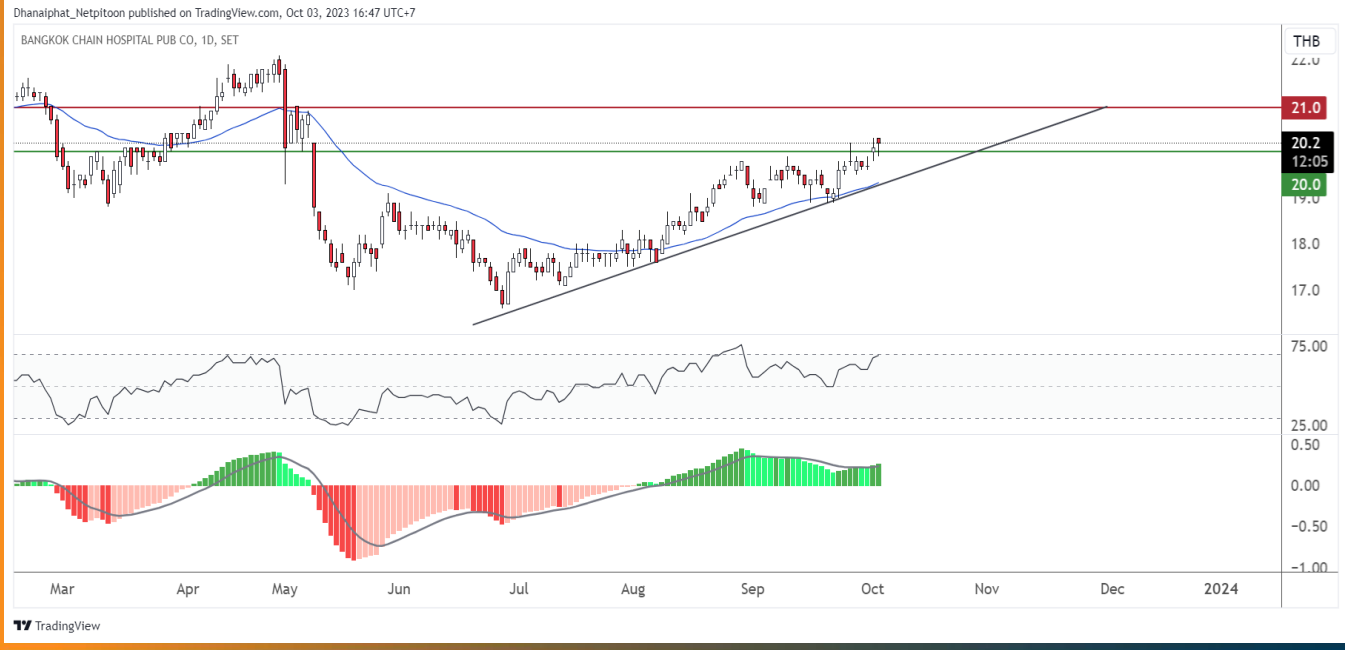 Dhanaiphat_Netpitoon published on TradingView.com, Oct 03, 2023 16:47 UTC+7
BANGKOK CHAIN HOSPITAL PUB CO, 1D, SET
THB
22.0
21.0
20.2
12:05
20.0
19.0
18.0
17.0
75.00
25.00
0.50
0.00
−0.50
−1.00
Mar Apr May Jun Jul Aug Sep Oct Nov Dec 2024
TradingView